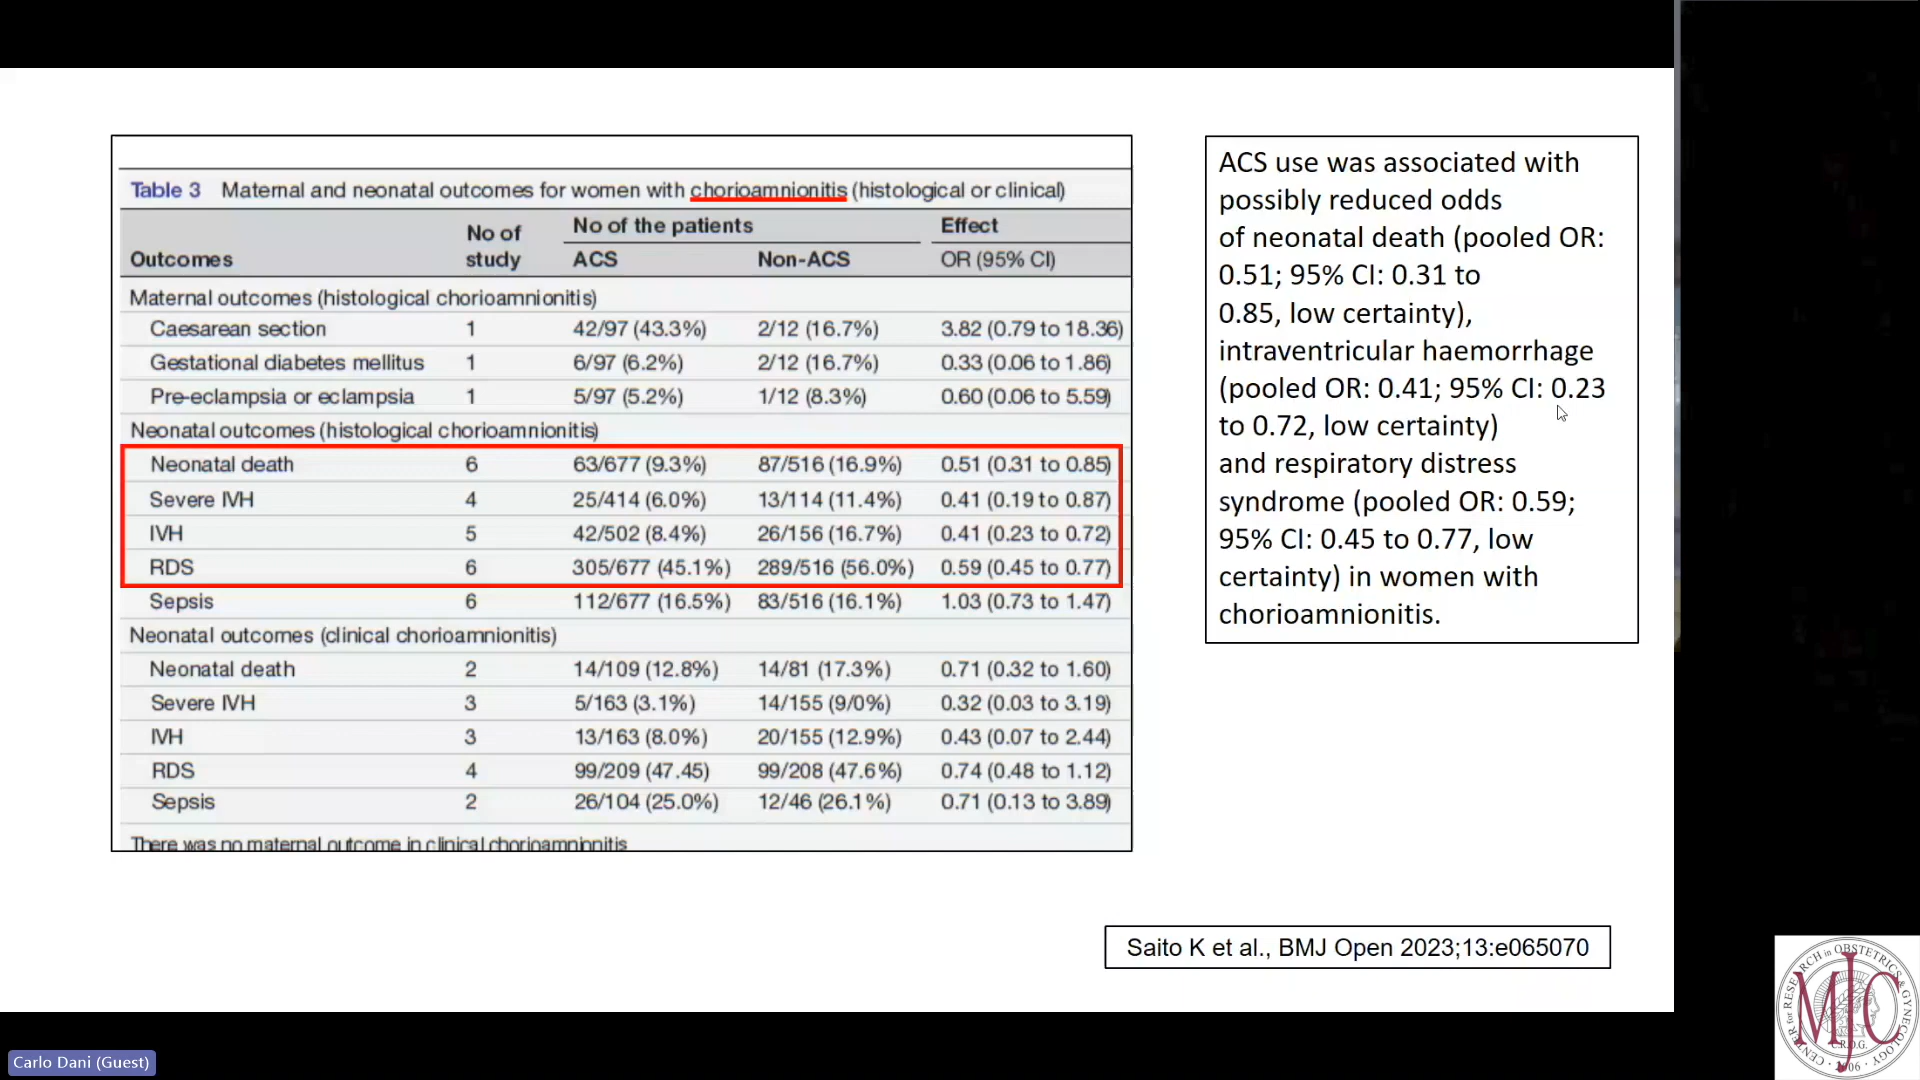 Table 3 Maternal and neonatal outcomes for women with chorioamnionitis (histological or clinical)
Outcomes No of study No of the patients Effect
ACS Non-ACS OR (95% CI)
Maternal outcomes (histological chorioamnionitis)
Caesarean section 1 42/97 (43.3%) 2/12 (16.7%) 3.82 (0.79 to 18.36)
Gestational diabetes mellitus 1 6/97 (6.2%) 2/12 (16.7%) 0.33 (0.06 to 1.86)
Pre-eclampsia or eclampsia 1 5/97 (5.2%) 1/12 (8.3%) 0.60 (0.06 to 5.59)
Neonatal outcomes (histological chorioamnionitis)
Neonatal death 6 63/677 (9.3%) 87/516 (16.9%) 0.51 (0.31 to 0.85)
Severe IVH 4 25/414 (6.0%) 13/114 (11.4%) 0.41 (0.19 to 0.87)
IVH 5 42/502 (8.4%) 26/156 (16.7%) 0.41 (0.23 to 0.72)
RDS 6 305/677 (45.1%) 289/516 (56.0%) 0.59 (0.45 to 0.77)
Sepsis 6 112/677 (16.5%) 83/516 (16.1%) 1.03 (0.73 to 1.47)
Neonatal outcomes (clinical chorioamnionitis)
Neonatal death 2 14/109 (12.8%) 14/81 (17.3%) 0.71 (0.32 to 1.60)
Severe IVH 3 5/163 (3.1%) 14/155 (9/0%) 0.32 (0.03 to 3.19)
IVH 3 13/163 (8.0%) 20/155 (12.9%) 0.43 (0.07 to 2.44)
RDS 4 99/209 (47.45) 99/208 (47.6%) 0.74 (0.48 to 1.12)
Sepsis 2 26/104 (25.0%) 12/46 (26.1%) 0.71 (0.13 to 3.89)
There was no maternal outcome in clinical chorioamnionitis
ACS use was associated with
possibly reduced odds
of neonatal death (pooled OR:
0.51; 95% CI: 0.31 to
0.85, low certainty),
intraventricular haemorrhage
(pooled OR: 0.41; 95% CI: 0.23
to 0.72, low certainty)
and respiratory distress
syndrome (pooled OR: 0.59;
95% CI: 0.45 to 0.77, low
certainty) in women with
chorioamnionitis.
Saito K et al., BMJ Open 2023;13:e065070
CENTER for RESEARCH in OBSTETRICS & GYNECOLOGY
MJC
C.R.O.G.
2006
Carlo Dani (Guest)